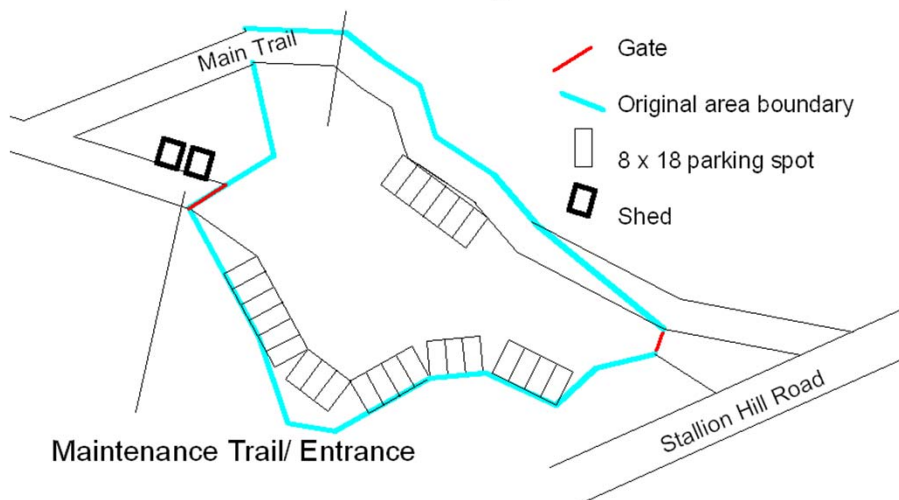 Main Trail
Gate
Original area boundary
8 x 18 parking spot
Shed
Stallion Hill Road
Maintenance Trail/ Entrance